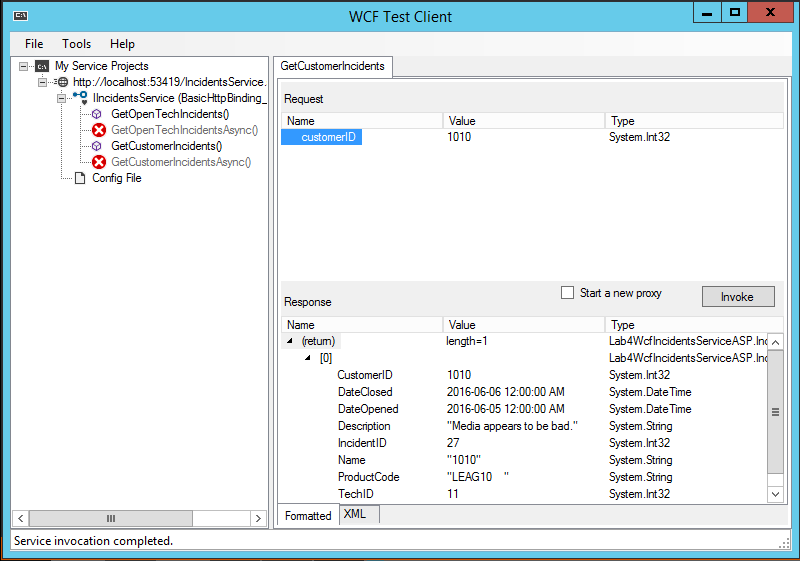 WCF Test Client
File Tools Help
My Service Projects
http://localhost:53419/IncidentsService.
IIncidentsService (BasicHttpBinding_
GetOpenTechIncidents()
GetOpenTechIncidentsAsync()
GetCustomerIncidents()
GetCustomerIncidentsAsync()
Config File
GetCustomerIncidents
Request
Name Value Type
customerID 1010 System.Int32
Response
Start a new proxy
Invoke
Name Value Type
(return) length=1 Lab4WcfIncidentsServiceASP.Inc
[0] Lab4WcfIncidentsServiceASP.Inc
CustomerID 1010 System.Int32
DateClosed 2016-06-06 12:00:00 AM System.DateTime
DateOpened 2016-06-05 12:00:00 AM System.DateTime
Description "Media appears to be bad." System.String
IncidentID 27 System.Int32
Name "1010" System.String
ProductCode "LEAG10    " System.String
TechID 11 System.Int32
Formatted XML
Service invocation completed.